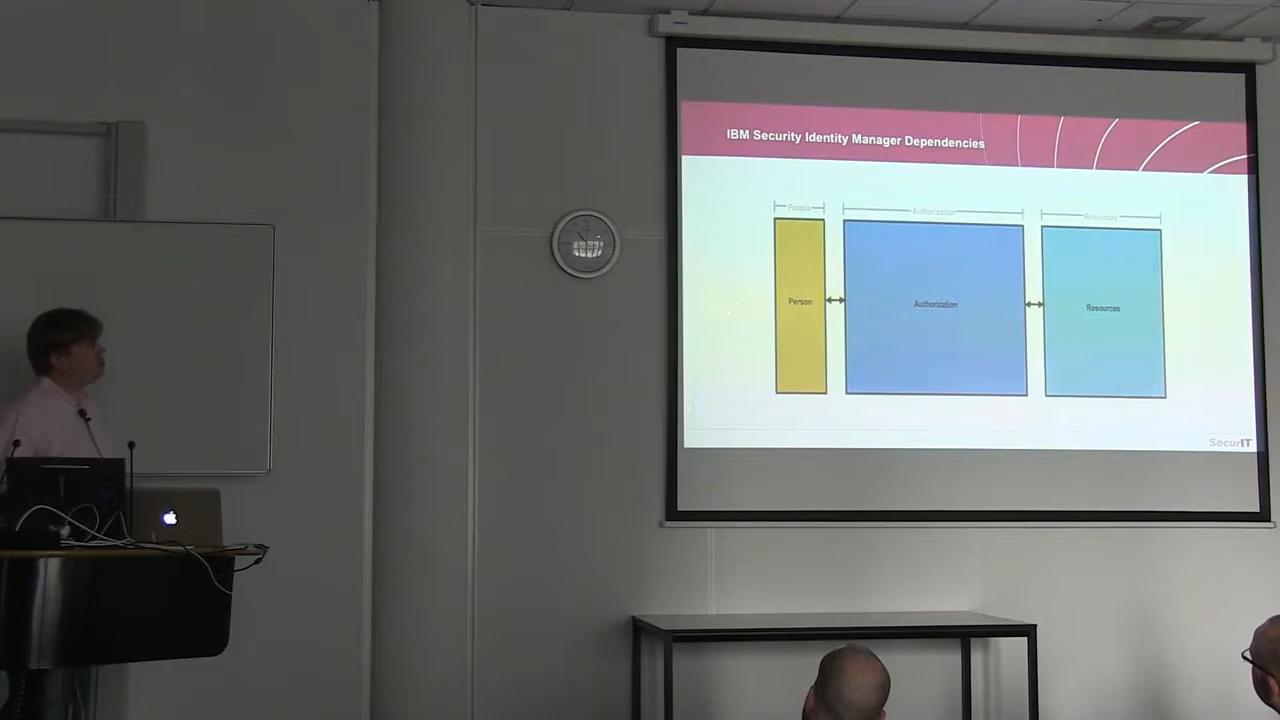 IBM Security Identity Manager Dependencies
People
Authorization
Resources
Person
Authorization
Resources
SecurIT